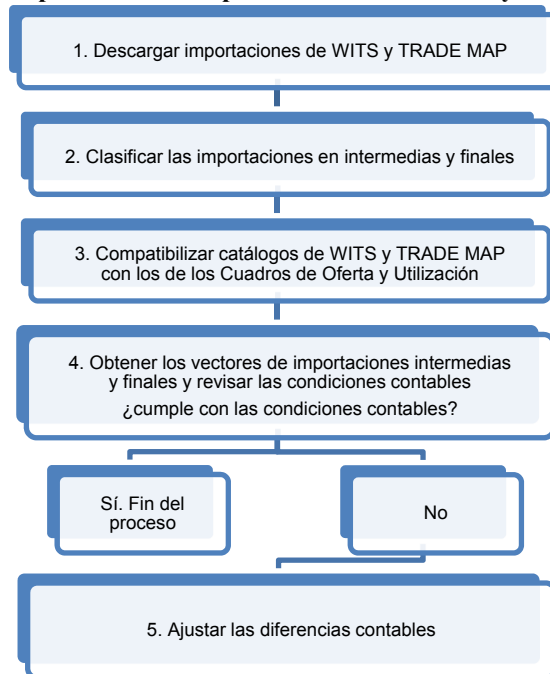 1. Descargar importaciones de WITS y TRADE MAP
2. Clasificar las importaciones en intermedias y finales
3. Compatibilizar catálogos de WITS y TRADE MAP
con los de los Cuadros de Oferta y Utilización
4. Obtener los vectores de importaciones intermedias
y finales y revisar las condiciones contables
¿cumple con las condiciones contables?
Sí. Fin del
proceso
No
5. Ajustar las diferencias contables